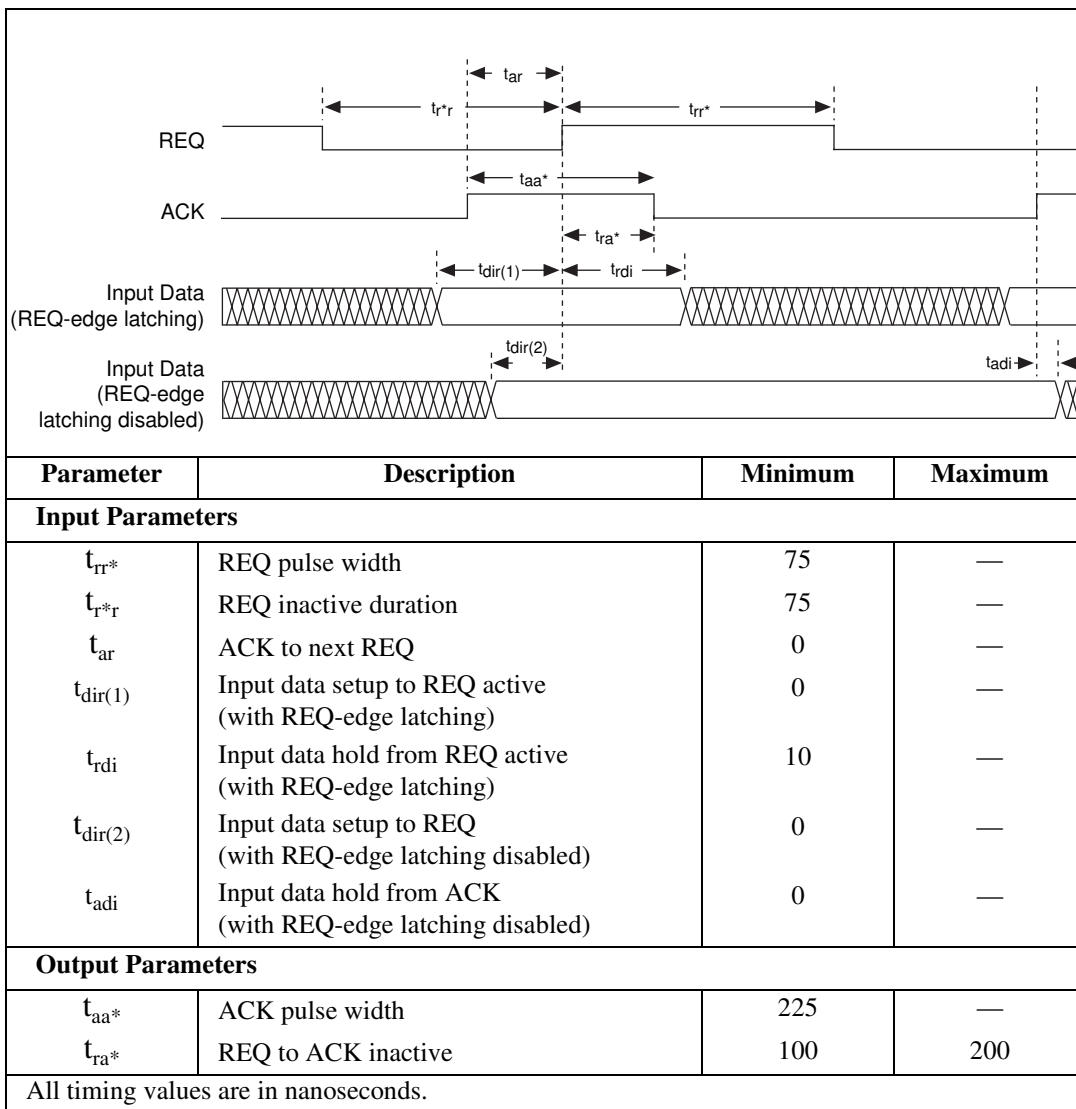 tar
tr*r trr*
REQ
taa*
ACK
tra*
tdir(1) trdi
Input Data
(REQ-edge latching)
tdir(2)
tadi
Input Data
(REQ-edge
latching disabled)
Parameter Description Minimum Maximum
Input Parameters
trr* REQ pulse width 75 —
tr*r REQ inactive duration 75 —
tar ACK to next REQ 0 —
tdir(1) Input data setup to REQ active 0 —
(with REQ-edge latching)
trdi Input data hold from REQ active 10 —
(with REQ-edge latching)
tdir(2) Input data setup to REQ 0 —
(with REQ-edge latching disabled)
tadi Input data hold from ACK 0 —
(with REQ-edge latching disabled)
Output Parameters
taa* ACK pulse width 225 —
tra* REQ to ACK inactive 100 200
All timing values are in nanoseconds.